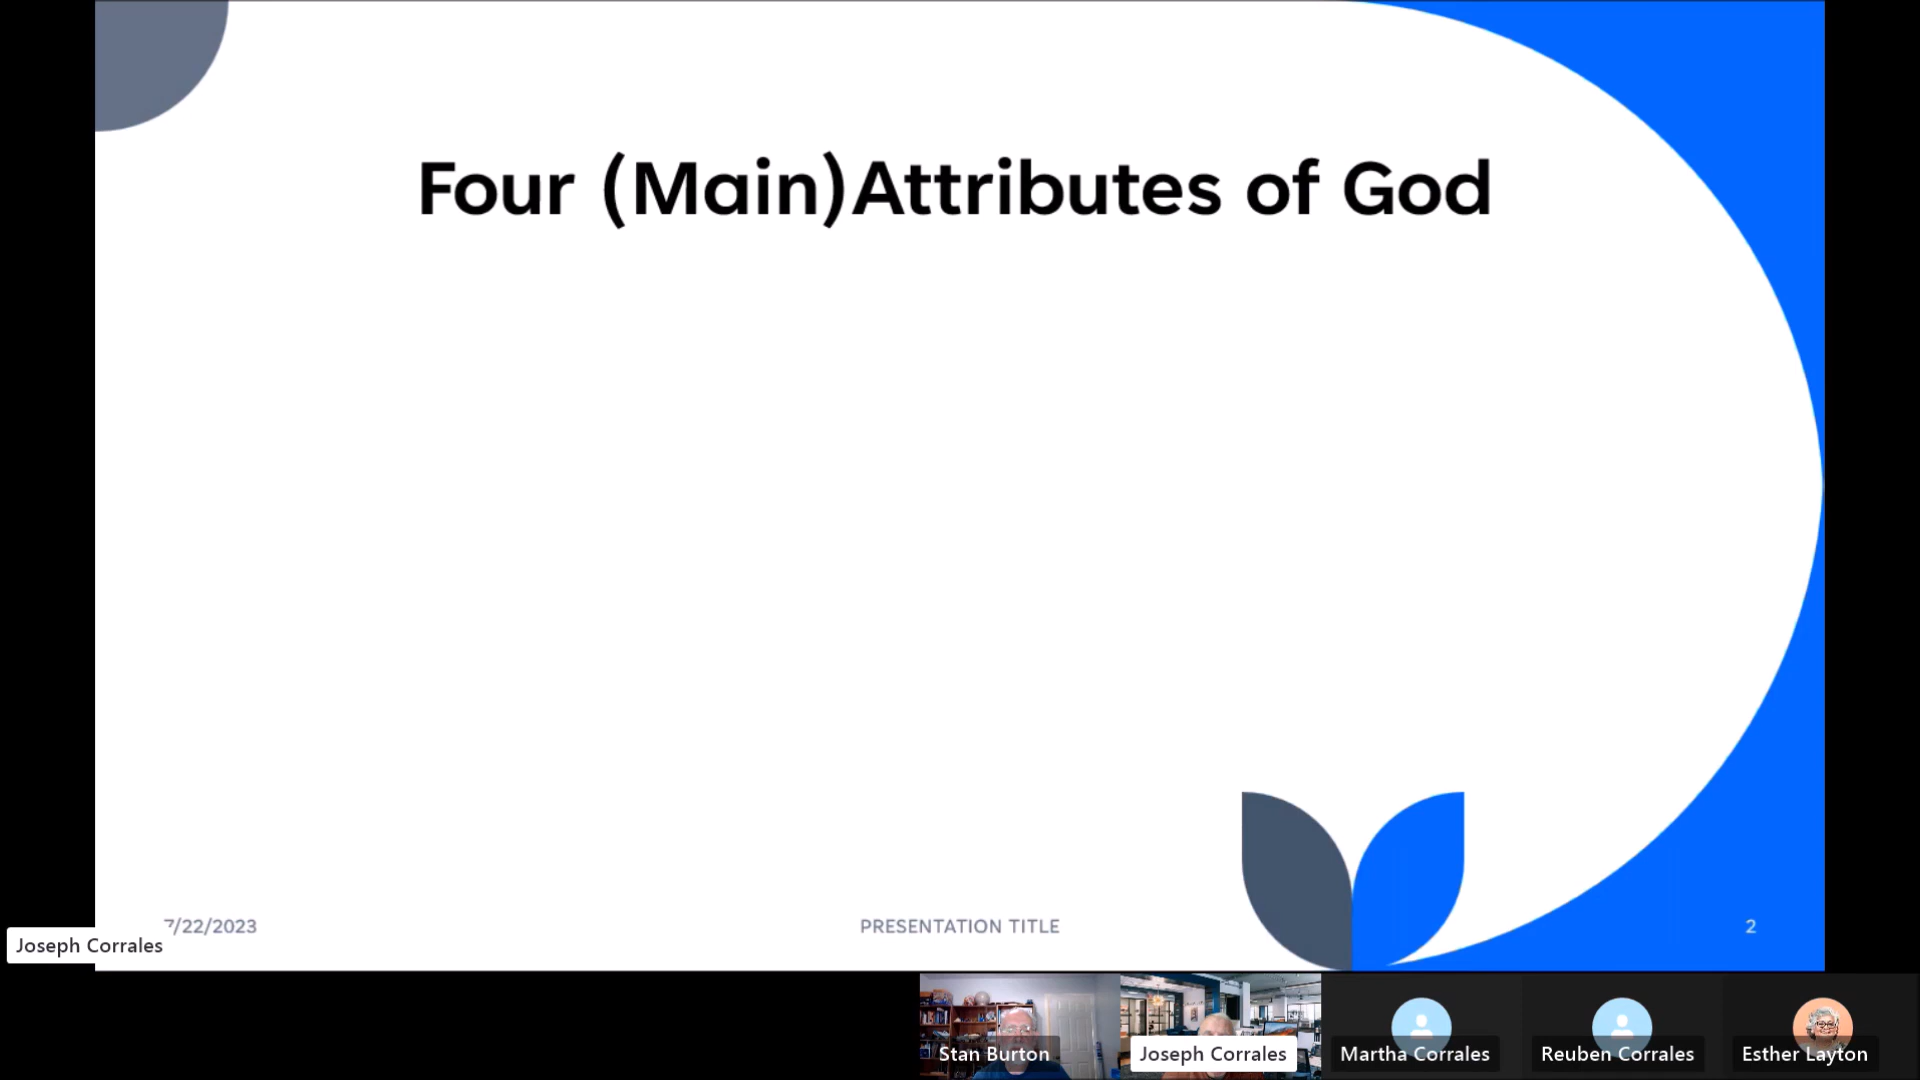 Four (Main)Attributes of God
7/22/2023
PRESENTATION TITLE
2
Joseph Corrales
Stan Burton
Joseph Corrales
Martha Corrales
Reuben Corrales
Esther Layton